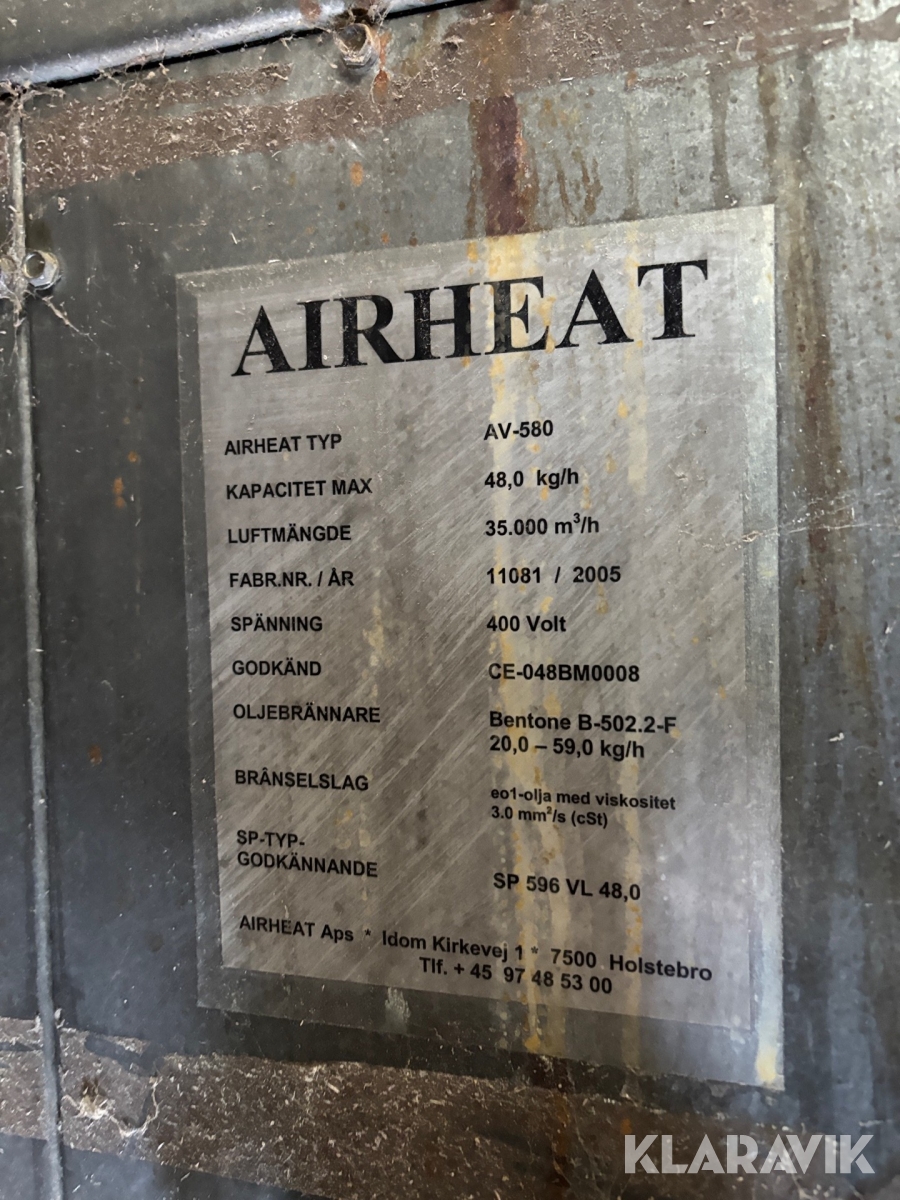 AIRHEAT
AIRHEAT TYP AV-580
KAPACITET MAX 48,0 kg/h
LUFTMÄNGDE 35.000 m³/h
FABR.NR. / ÅR 11081 / 2005
SPÄNNING 400 Volt
GODKÄND CE-048BM0008
OLJEBRÄNNARE Bentone B-502.2-F
20,0 – 59,0 kg/h
BRÄNSELSLAG eo1-olja med viskositet
3.0 mm²/s (cSt)
SP-TYP-
GODKÄNNANDE SP 596 VL 48,0
AIRHEAT Aps * Idom Kirkevej 1 * 7500 Holstebro
Tlf. + 45 97 48 53 00
KLARAVIK